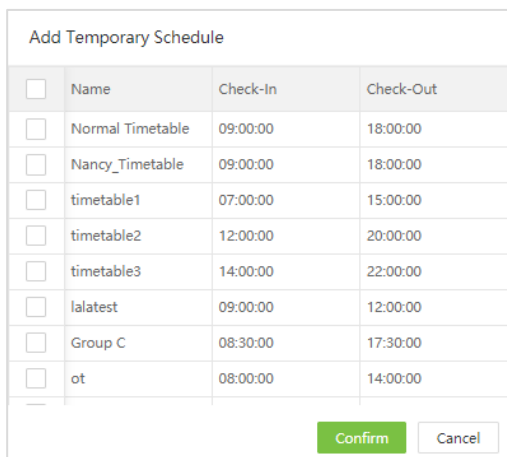 Add Temporary Schedule
Name Check-In Check-Out
Normal Timetable 09:00:00 18:00:00
Nancy_Timetable 09:00:00 18:00:00
timetable1 07:00:00 15:00:00
timetable2 12:00:00 20:00:00
timetable3 14:00:00 22:00:00
lalatest 09:00:00 12:00:00
Group C 08:30:00 17:30:00
ot 08:00:00 14:00:00
Confirm Cancel